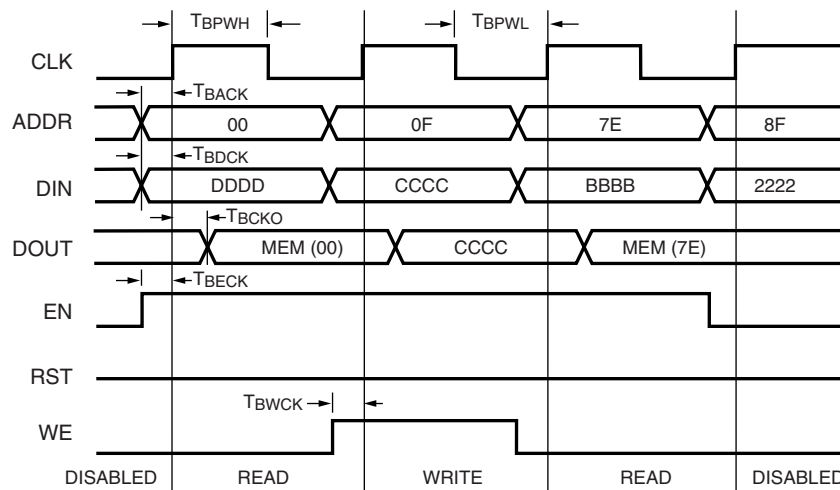 TBPWH TBPWL
CLK
TBACK
ADDR 00 0F 7E 8F
TBDCK
DIN DDDD CCCC BBBB 2222
TBCKO
DOUT MEM (00) CCCC MEM (7E)
TBECK
EN
RST
TBWCK
WE
DISABLED READ WRITE READ DISABLED